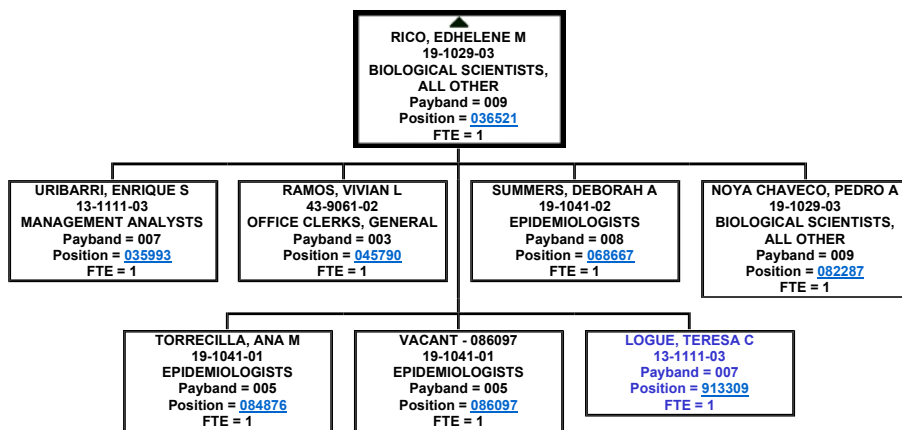 RICO, EDHELENE M
19-1029-03
BIOLOGICAL SCIENTISTS,
ALL OTHER
Payband = 009
Position = 036521
FTE = 1
URIBARRI, ENRIQUE S
13-1111-03
MANAGEMENT ANALYSTS
Payband = 007
Position = 035993
FTE = 1
RAMOS, VIVIAN L
43-9061-02
OFFICE CLERKS, GENERAL
Payband = 003
Position = 045790
FTE = 1
SUMMERS, DEBORAH A
19-1041-02
EPIDEMIOLOGISTS
Payband = 008
Position = 068667
FTE = 1
NOYA CHAVECO, PEDRO A
19-1029-03
BIOLOGICAL SCIENTISTS,
ALL OTHER
Payband = 009
Position = 082287
FTE = 1
TORRECILLA, ANA M
19-1041-01
EPIDEMIOLOGISTS
Payband = 005
Position = 084876
FTE = 1
VACANT - 086097
19-1041-01
EPIDEMIOLOGISTS
Payband = 005
Position = 086097
FTE = 1
LOGUE, TERESA C
13-1111-03
Payband = 007
Position = 913309
FTE = 1